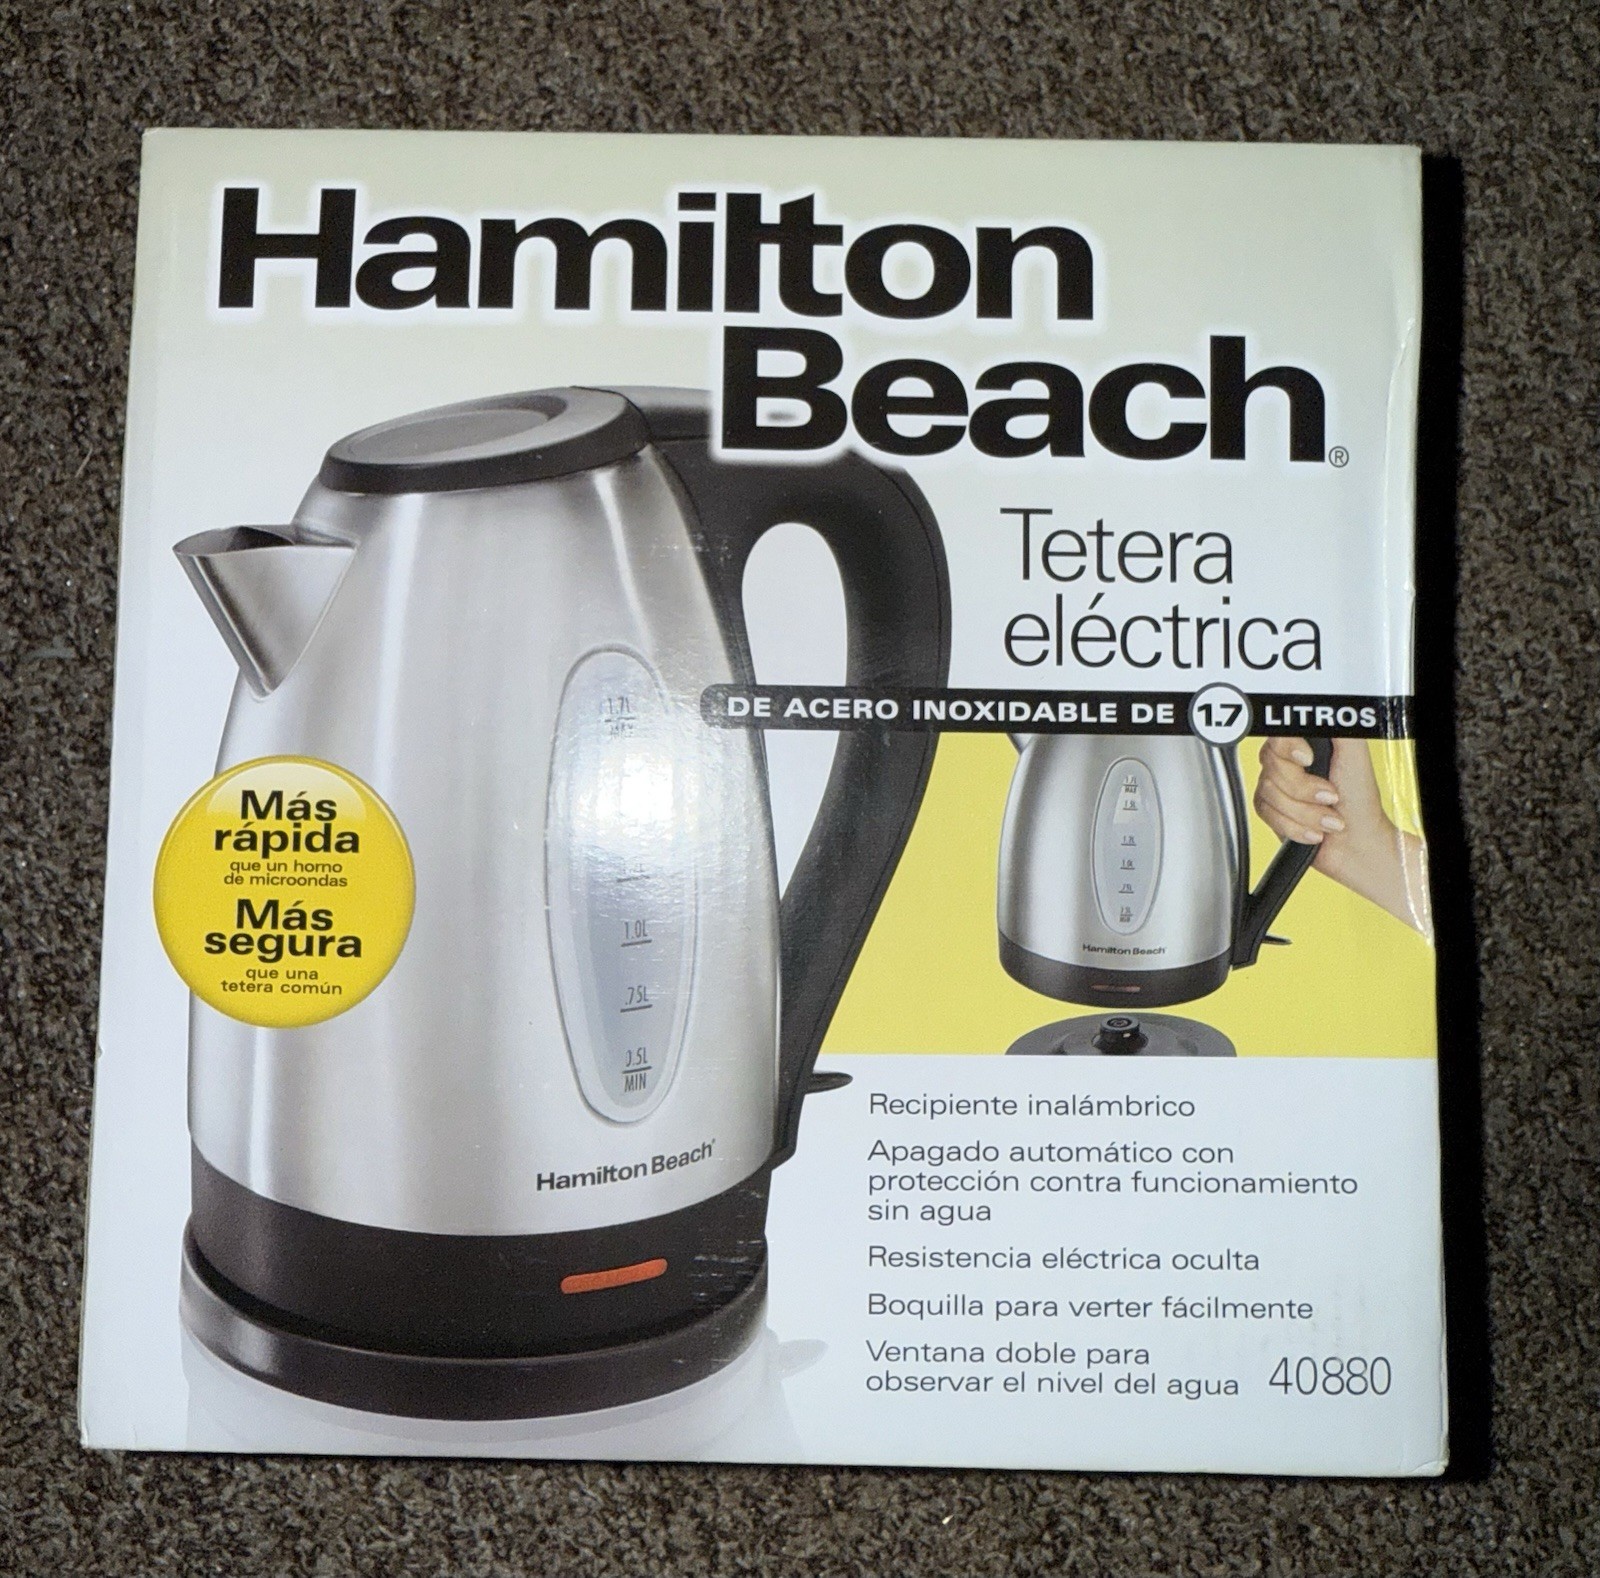 Hamilton
Beach®
Tetera
eléctrica
DE ACERO INOXIDABLE DE 1.7 LITROS
Más
rápida
que un horno
de microondas
Más
segura
que una
tetera común
1.7L
MAX
1.0L
.75L
0.5L
MIN
Hamilton Beach®
Hamilton Beach
Recipiente inalámbrico
Apagado automático con
protección contra funcionamiento
sin agua
Resistencia eléctrica oculta
Boquilla para verter fácilmente
Ventana doble para
observar el nivel del agua 40880